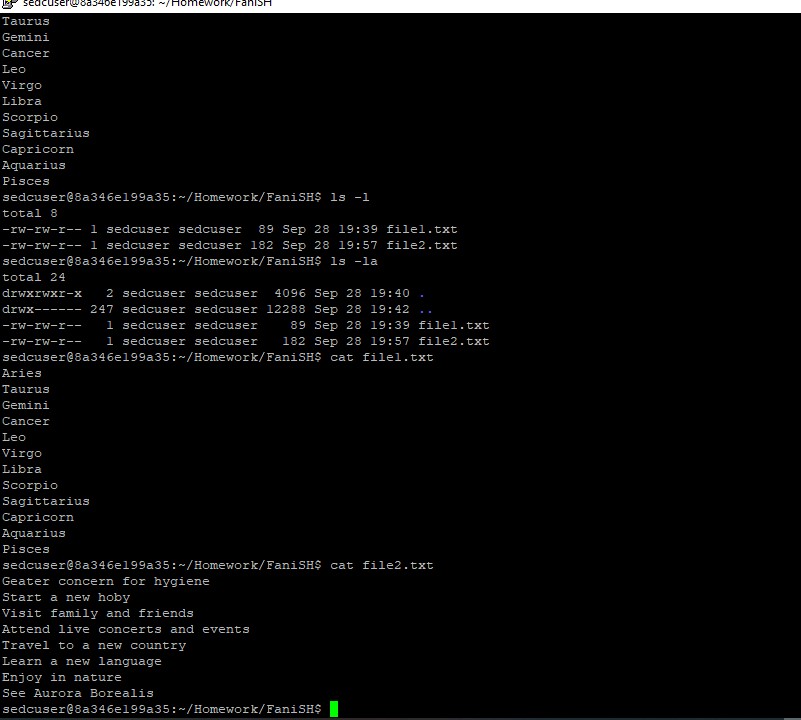 sedcuser@8a346e199a35: ~/Homework/FaniSH
Taurus
Gemini
Cancer
Leo
Virgo
Libra
Scorpio
Sagittarius
Capricorn
Aquarius
Pisces
sedcuser@8a346e199a35:~/Homework/FaniSH$ ls -l
total 8
-rw-rw-r-- 1 sedcuser sedcuser  89 Sep 28 19:39 file1.txt
-rw-rw-r-- 1 sedcuser sedcuser 182 Sep 28 19:57 file2.txt
sedcuser@8a346e199a35:~/Homework/FaniSH$ ls -la
total 24
drwxrwxr-x   2 sedcuser sedcuser  4096 Sep 28 19:40 .
drwx------ 247 sedcuser sedcuser 12288 Sep 28 19:42 ..
-rw-rw-r--   1 sedcuser sedcuser    89 Sep 28 19:39 file1.txt
-rw-rw-r--   1 sedcuser sedcuser   182 Sep 28 19:57 file2.txt
sedcuser@8a346e199a35:~/Homework/FaniSH$ cat file1.txt
Aries
Taurus
Gemini
Cancer
Leo
Virgo
Libra
Scorpio
Sagittarius
Capricorn
Aquarius
Pisces
sedcuser@8a346e199a35:~/Homework/FaniSH$ cat file2.txt
Geater concern for hygiene
Start a new hoby
Visit family and friends
Attend live concerts and events
Travel to a new country
Learn a new language
Enjoy in nature
See Aurora Borealis
sedcuser@8a346e199a35:~/Homework/FaniSH$